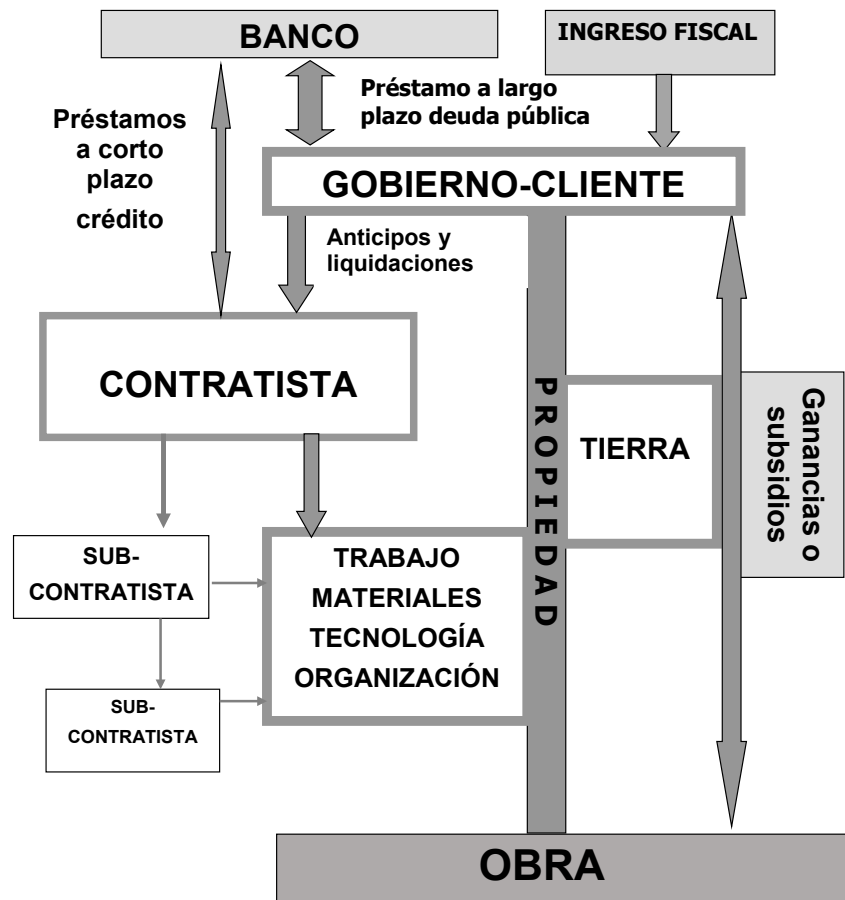 BANCO
INGRESO FISCAL
Préstamo a largo
plazo deuda pública
Préstamos
a corto
plazo
crédito
GOBIERNO-CLIENTE
Anticipos y
liquidaciones
CONTRATISTA
PROPIEDAD
TIERRA
Ganancias o
subsidios
SUB-
CONTRATISTA
TRABAJO
MATERIALES
TECNOLOGÍA
ORGANIZACIÓN
SUB-
CONTRATISTA
OBRA